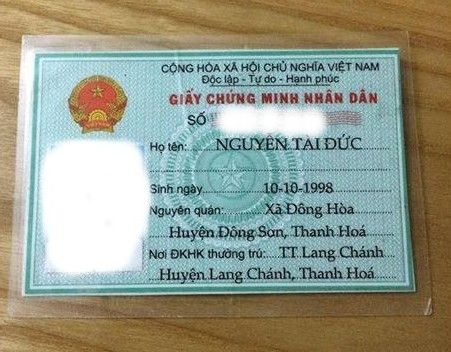 CỘNG HÒA XÃ HỘI CHỦ NGHĨA VIỆT NAM
Độc lập - Tự do - Hạnh phúc
GIẤY CHỨNG MINH NHÂN DÂN
SỐ
Họ tên: NGUYỄN TÀI ĐỨC
Sinh ngày 10-10-1998
Nguyên quán: Xã Đông Hòa
Huyện Đông Sơn, Thanh Hoá
Nơi ĐKHK thường trú: TT Lang Chánh
Huyện Lang Chánh, Thanh Hoá